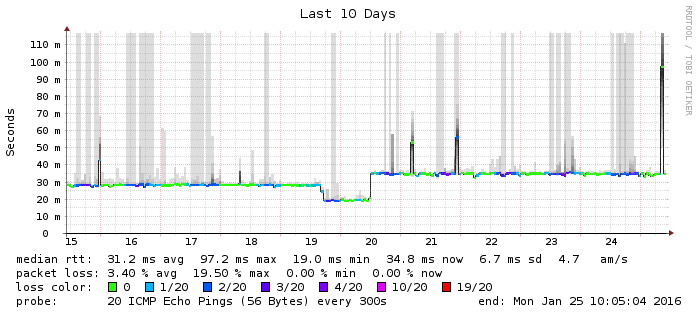 Last 10 Days
RRDTOOL / TOBI OETIKER
Seconds
110 m
100 m
90 m
80 m
70 m
60 m
50 m
40 m
30 m
20 m
10 m
0
15 16 17 18 19 20 21 22 23 24
median rtt: 31.2 ms avg 97.2 ms max 19.0 ms min 34.8 ms now 6.7 ms sd 4.7 am/s
packet loss: 3.40 % avg 19.50 % max 0.00 % min 0.00 % now
loss color: 0 1/20 2/20 3/20 4/20 10/20 19/20
probe: 20 ICMP Echo Pings (56 Bytes) every 300s end: Mon Jan 25 10:05:04 2016